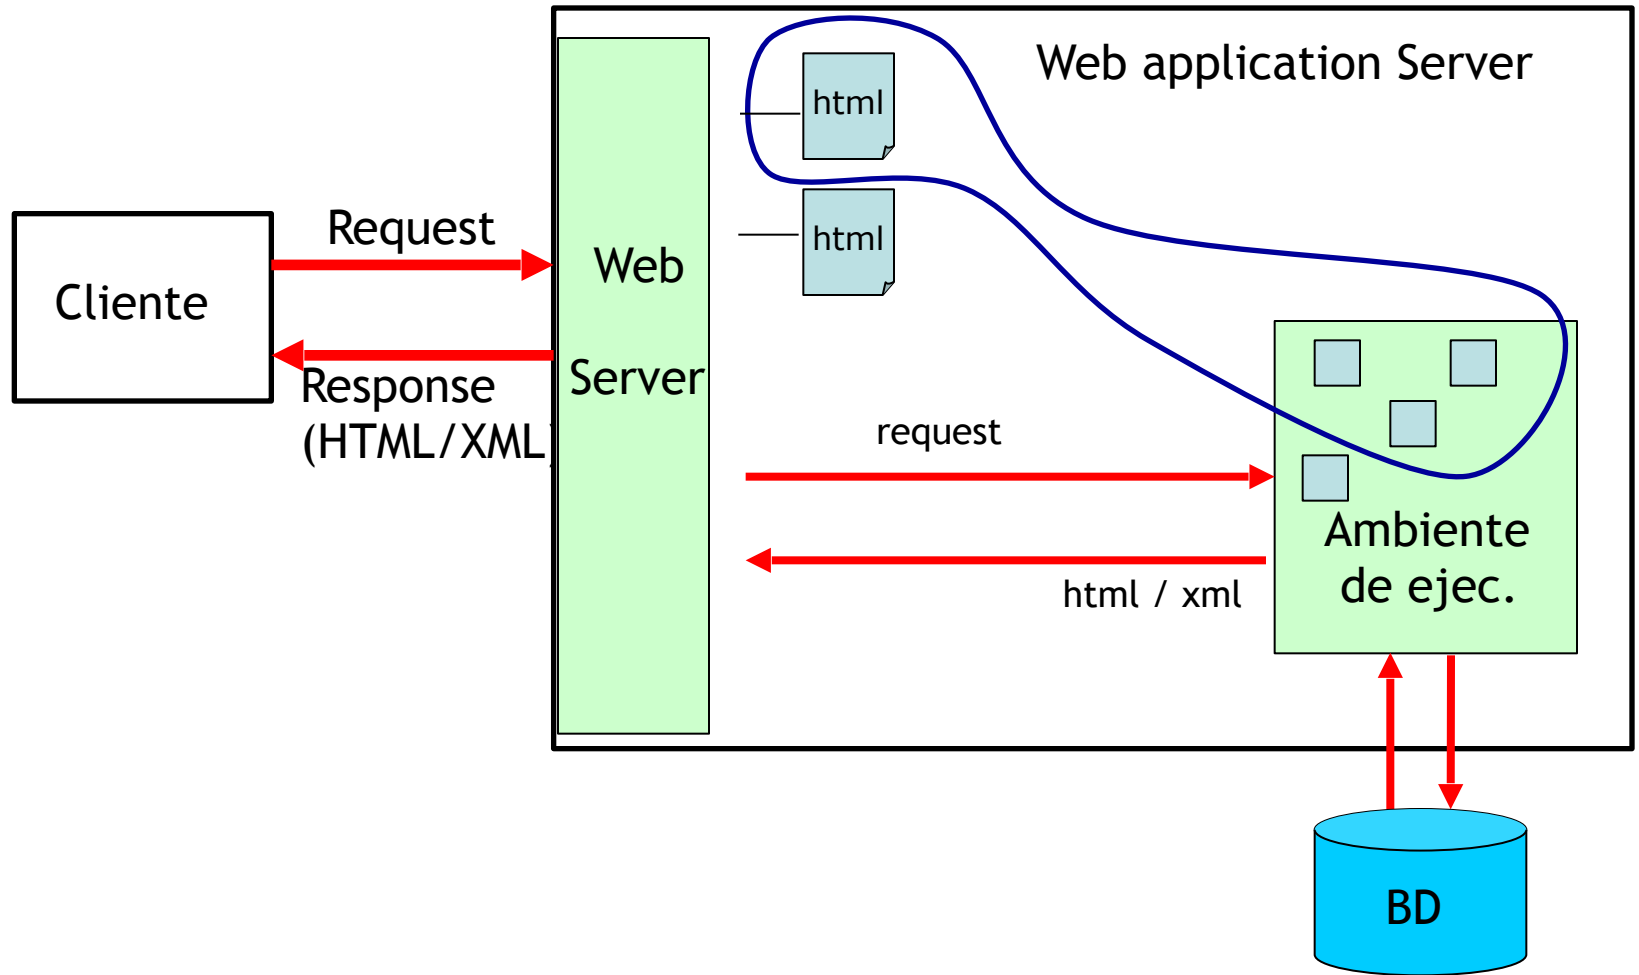 Web application Server
html
html
Request
Cliente
Response
(HTML/XML)
Web
Server
request
html / xml
Ambiente
de ejec.
BD